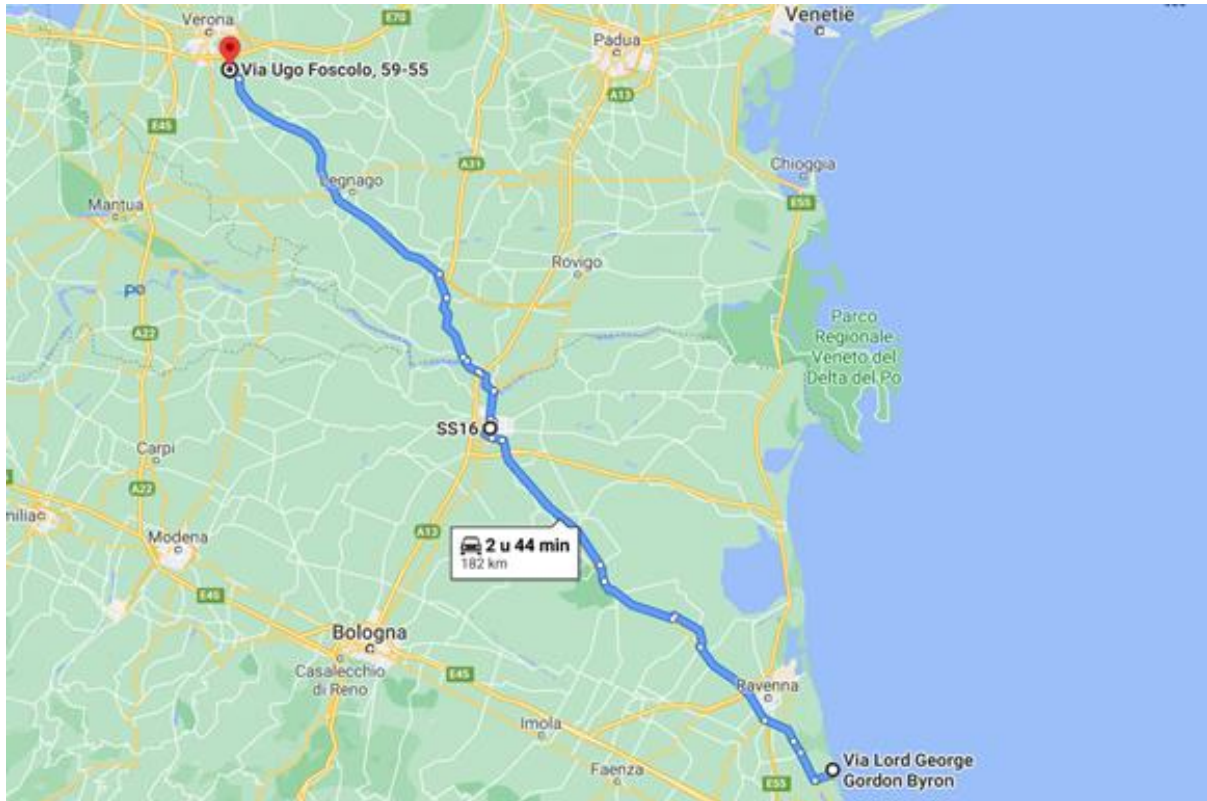 Verona
E70
Venetië
Padua
Via Ugo Foscolo, 59-55
A13
E45
A31
Chioggia
Legnago
E55
Mantua
Rovigo
Po
Parco
Regionale
Veneto del
Delta del Po
A22
SS16
Carpi
A22
milia
A13
2 u 44 min
182 km
Modena
E45
Bologna
Casalecchio
di Reno
E45
Ravenna
Imola
Via Lord George
Gordon Byron
Faenza
E55